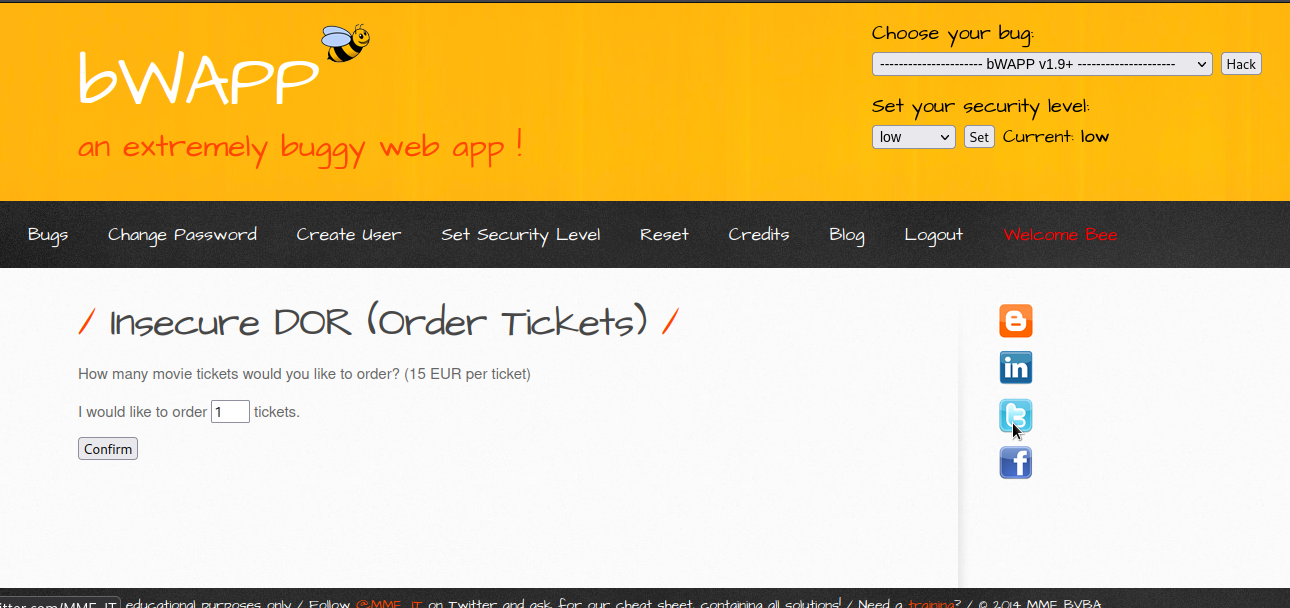 bWAPP
an extremely buggy web app !
Choose your bug:
---------------------- bWAPP v1.9+ ---------------------
Hack
Set your security level:
low
Set
Current: low
Bugs
Change Password
Create User
Set Security Level
Reset
Credits
Blog
Logout
Welcome Bee
/ Insecure DOR (Order Tickets) /
How many movie tickets would you like to order? (15 EUR per ticket)
I would like to order 1 tickets.
Confirm
itter.com/MME_IT educational purposes only / Follow @MME_IT on Twitter and ask for our cheat sheet, containing all solutions! / Need a training? / © 2014 MME BVBA